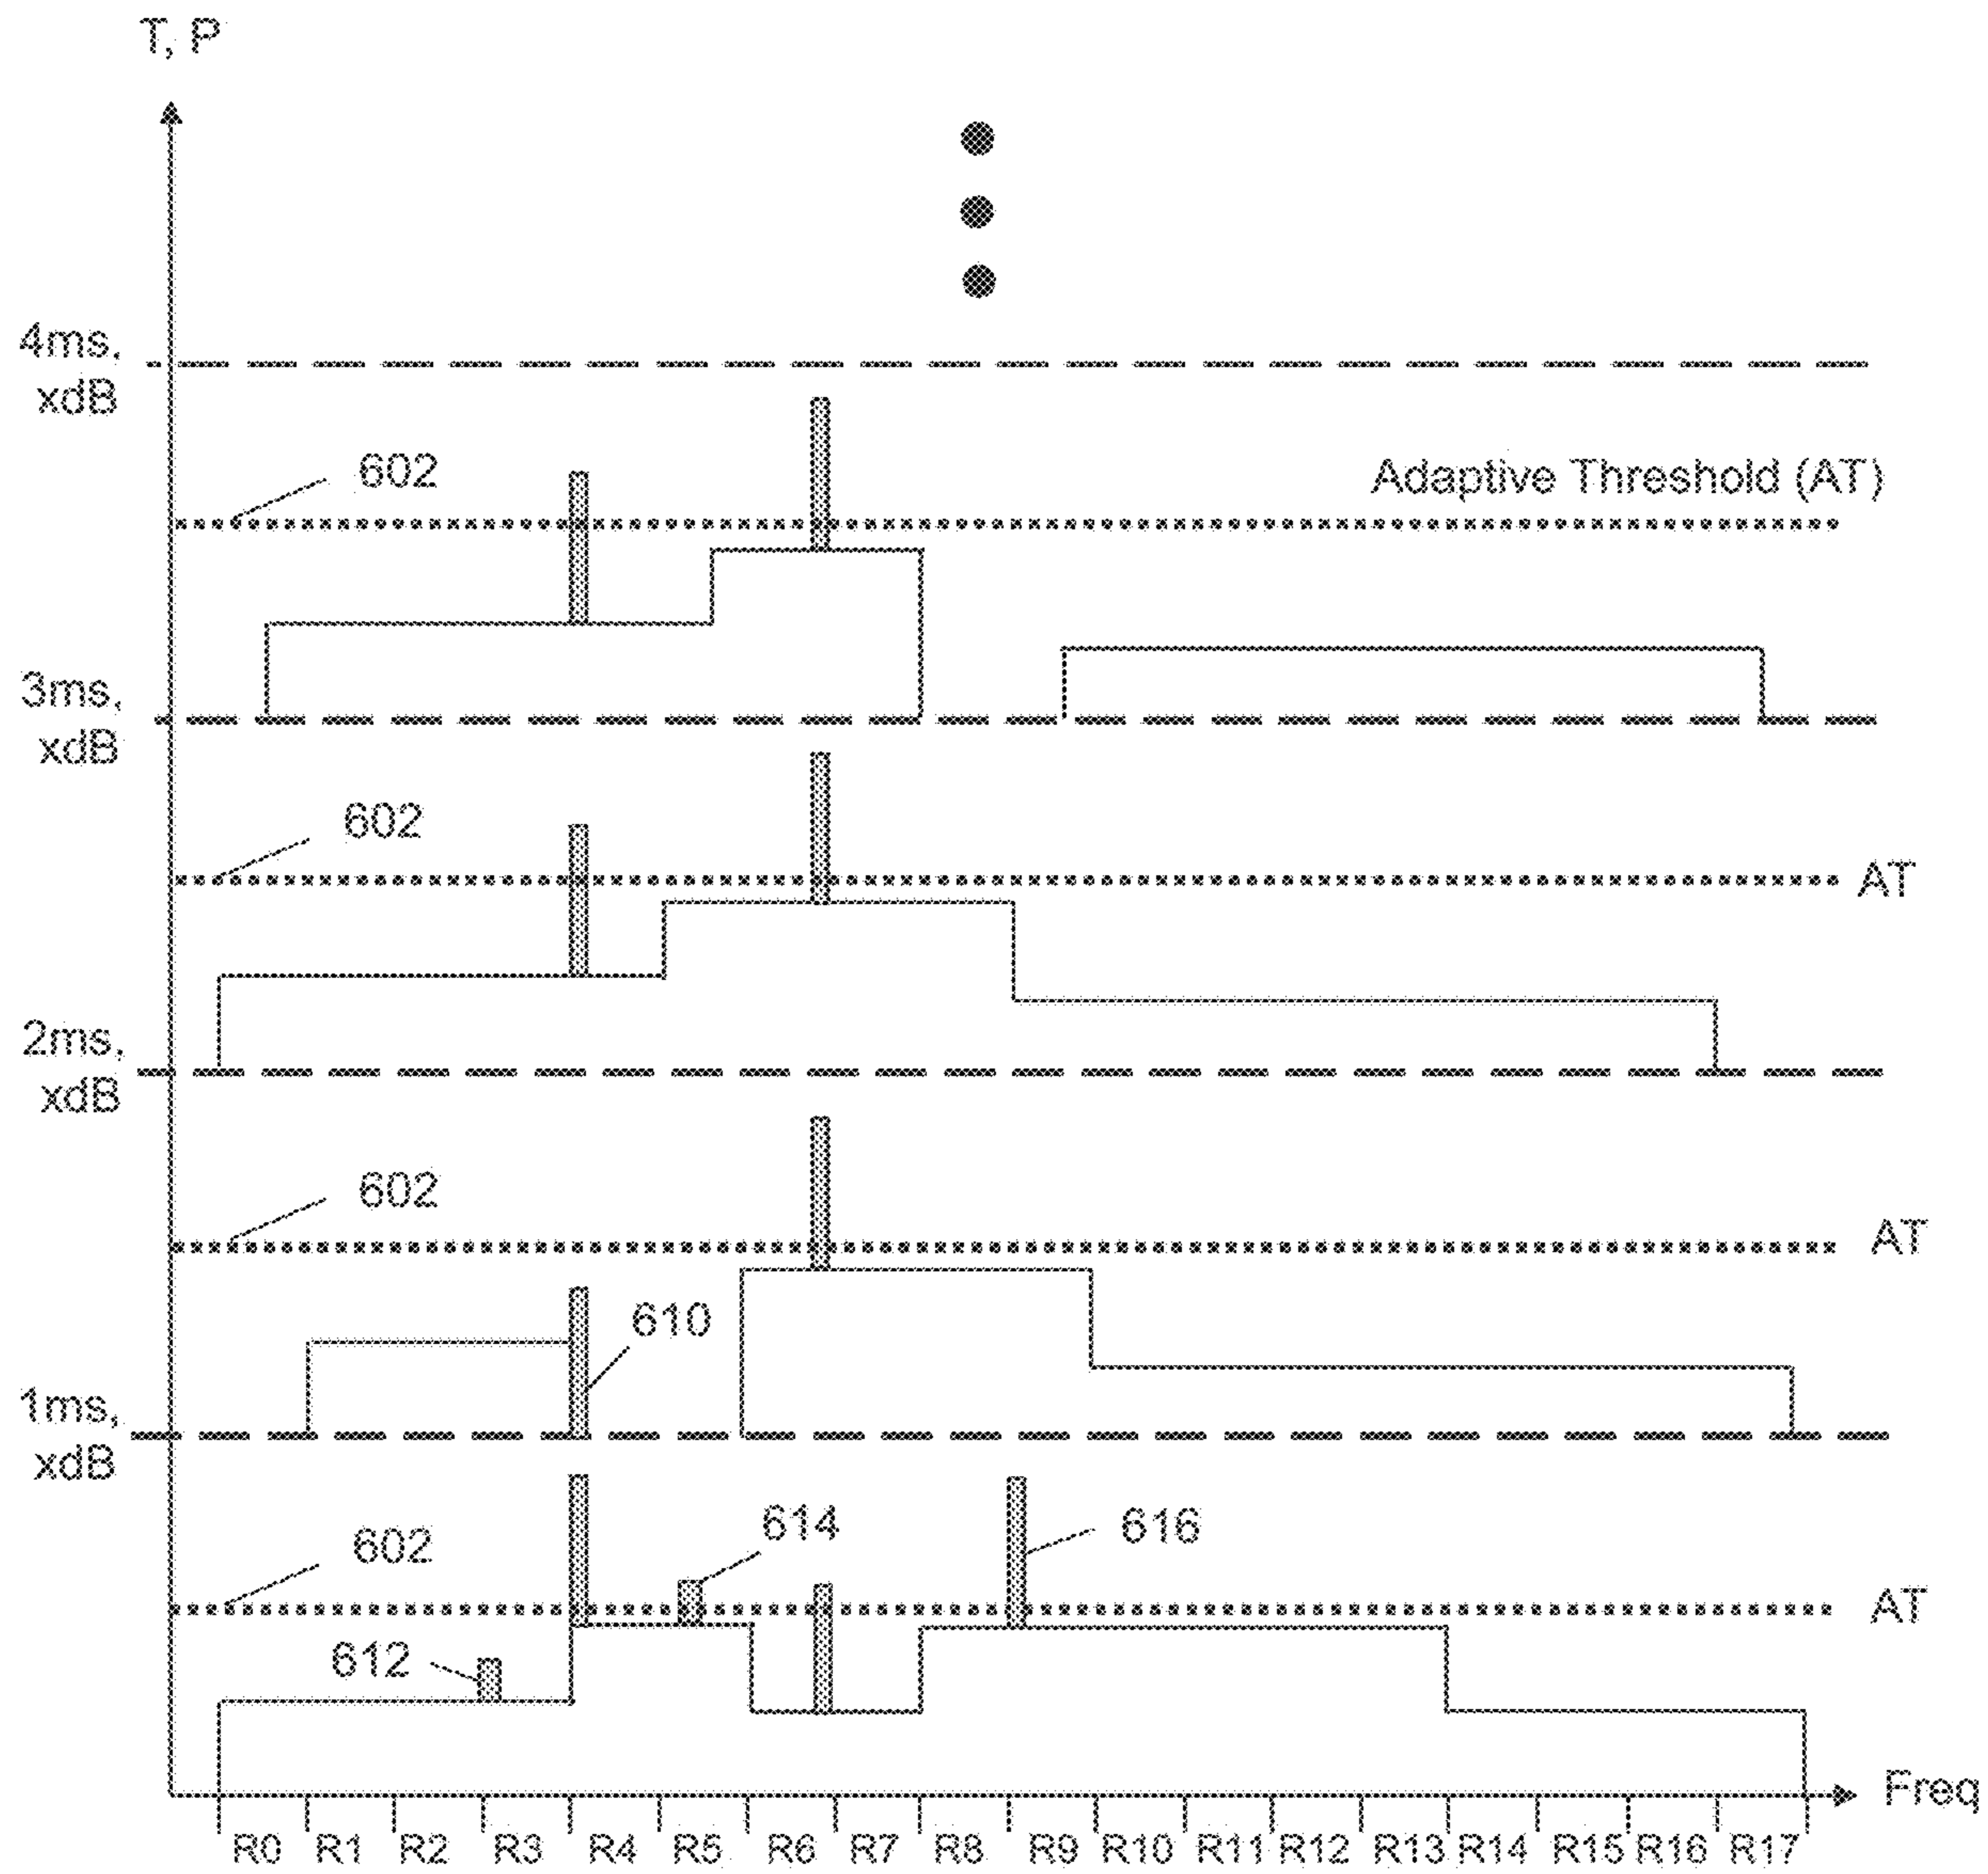 T, P
4ms,
xdB
602
Adaptive Threshold (AT)
3ms,
xdB
602
AT
2ms,
xdB
602
AT
610
1ms,
xdB
614
616
602
AT
612
Freq
R0 R1 R2 R3 R4 R5 R6 R7 R8 R9 R10 R11 R12 R13 R14 R15 R16 R17